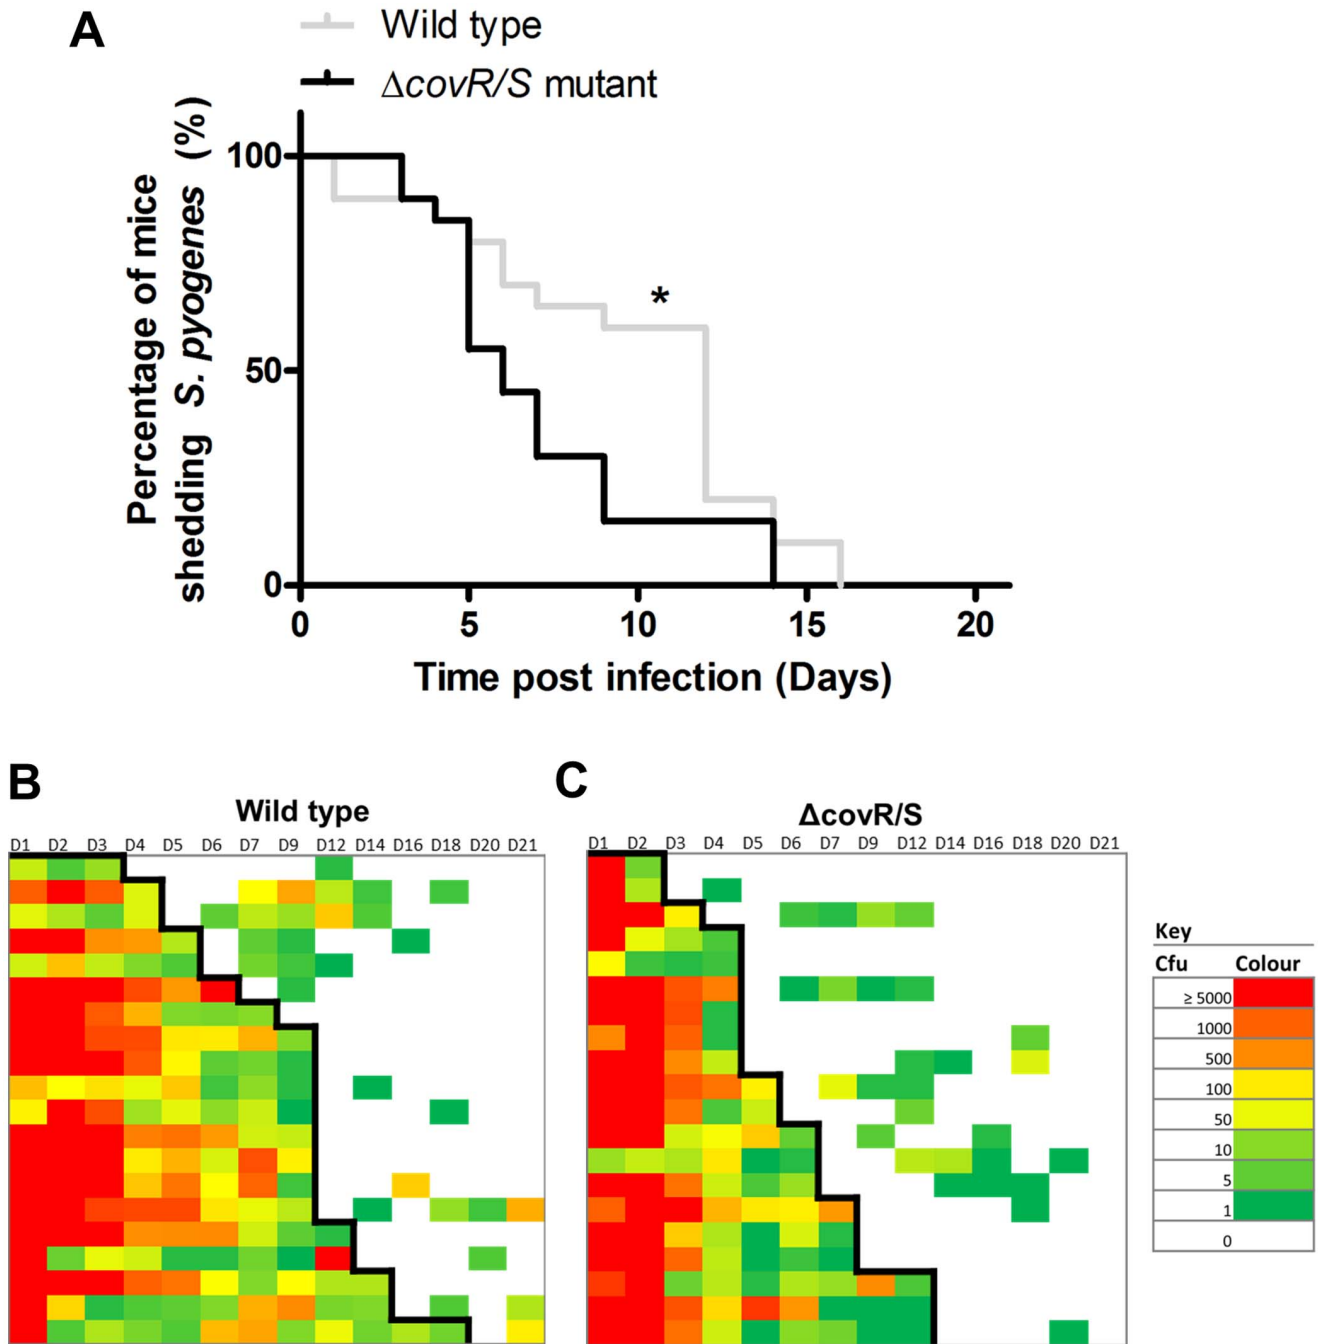 A
Wild type
ΔcovR/S mutant
Percentage of mice
shedding S. pyogenes (%)
100
50
0
0 5 10 15 20
*
Time post infection (Days)
B
Wild type
D1 D2 D3 D4 D5 D6 D7 D9 D12 D14 D16 D18 D20 D21
C
ΔcovR/S
D1 D2 D3 D4 D5 D6 D7 D9 D12 D14 D16 D18 D20 D21
Key
Cfu Colour
≥ 5000
1000
500
100
50
10
5
1
0